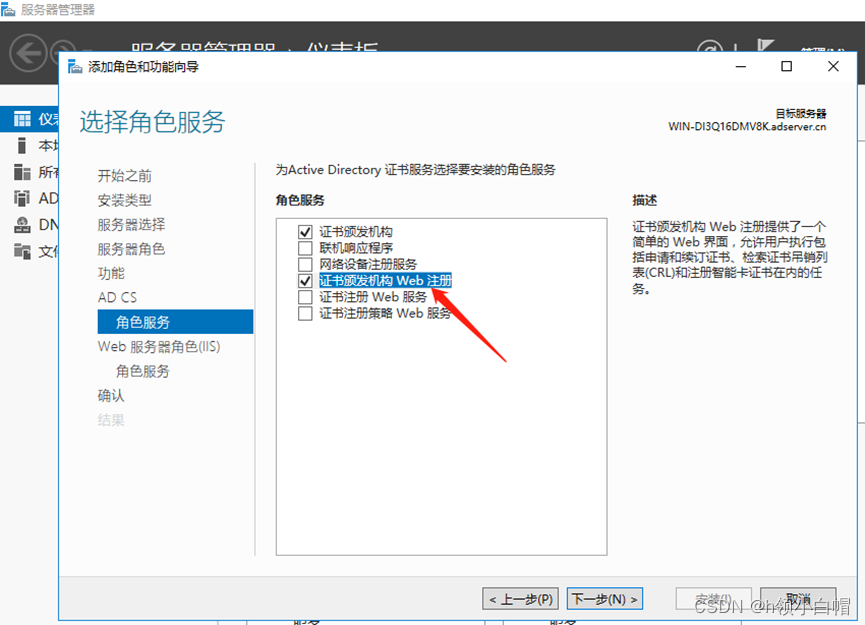 服务器管理器
服务器管理器 · 仪表板
管理(M)
添加角色和功能向导
选择角色服务
目标服务器
WIN-DI3Q16DMV8K.adserver.cn
仪表
本地
所有
AD
DN
文件
开始之前
安装类型
服务器选择
服务器角色
功能
AD CS
角色服务
Web 服务器角色(IIS)
角色服务
确认
结果
为Active Directory 证书服务选择要安装的角色服务
角色服务
证书颁发机构
联机响应程序
网络设备注册服务
证书颁发机构 Web 注册
证书注册 Web 服务
证书注册策略 Web 服务
描述
证书颁发机构 Web 注册提供了一个
简单的 Web 界面，允许用户执行包
括申请和续订证书、检索证书吊销列
表(CRL)和注册智能卡证书在内的任
务。
< 上一步(P)
下一步(N) >
安装(I)
取消
CSDN @h领小白帽